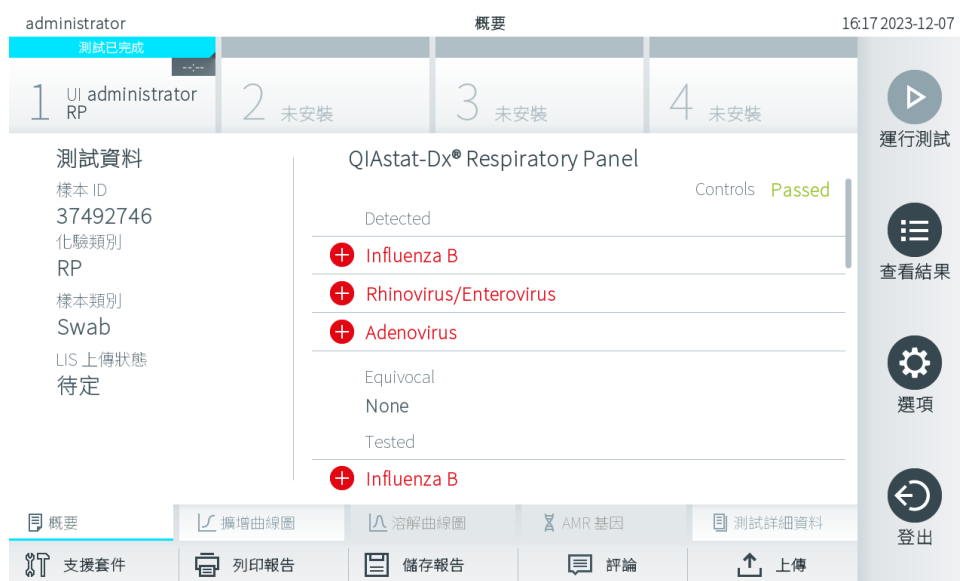 administrator
概要
16:17 2023-12-07
測試已完成
--:--
1 UI administrator
RP
2 未安裝
3 未安裝
4 未安裝
運行測試
測試資料
樣本 ID
37492746
化驗類別
RP
樣本類別
Swab
LIS 上傳狀態
待定
QIAstat-Dx® Respiratory Panel
Controls Passed
Detected
Influenza B
Rhinovirus/Enterovirus
Adenovirus
Equivocal
None
Tested
Influenza B
查看結果
選項
登出
概要
擴增曲線圖
溶解曲線圖
AMR 基因
測試詳細資料
支援套件
列印報告
儲存報告
評論
上傳